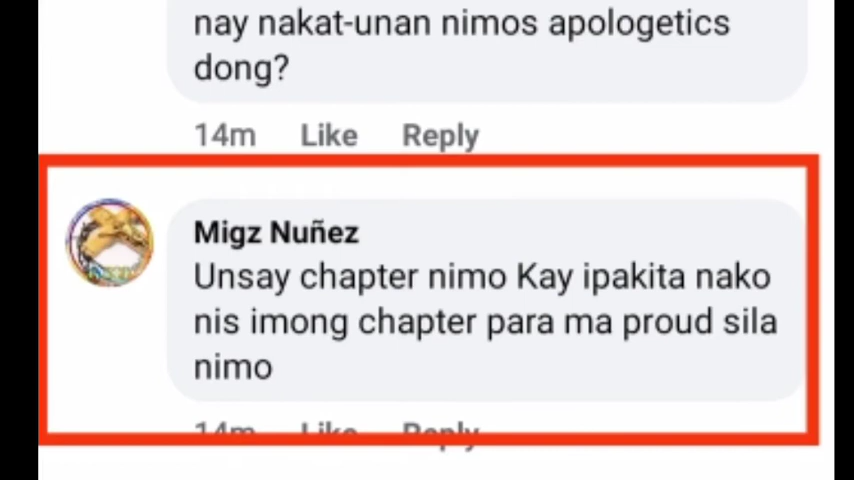 nay nakat-unan nimos apologetics
dong?
14m Like Reply
Migz Nuñez
Unsay chapter nimo Kay ipakita nako
nis imong chapter para ma proud sila
nimo
14m Like Reply